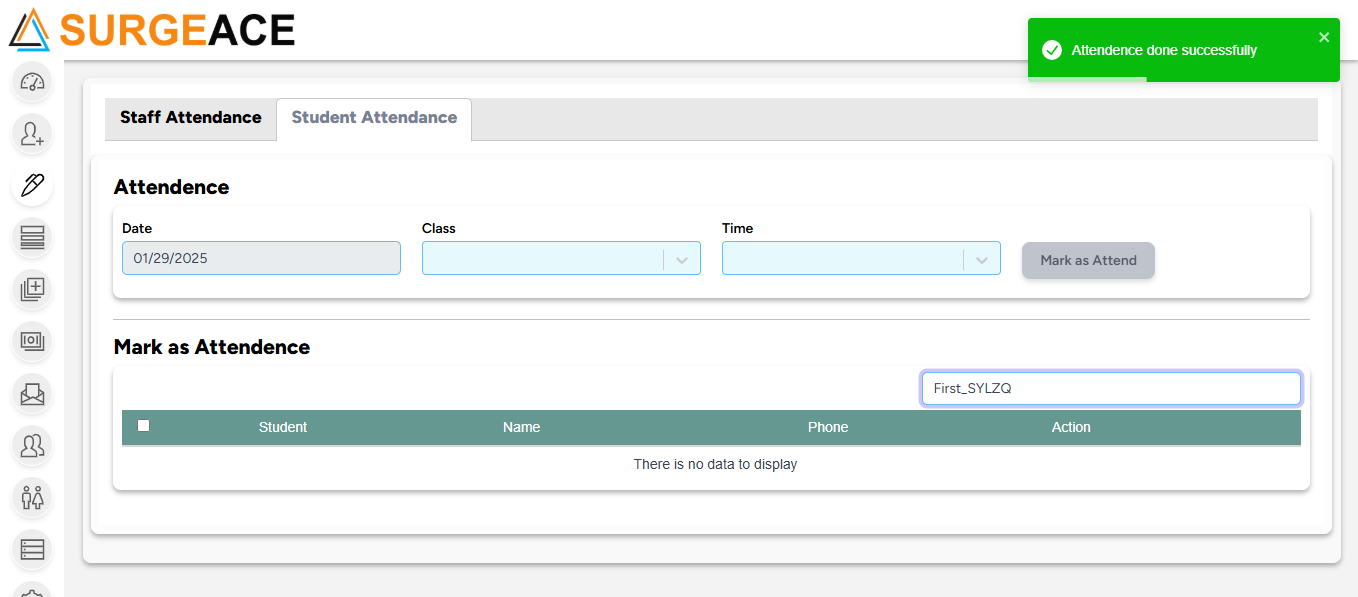 SURGEACE
Attendence done successfully
Staff Attendance Student Attendance
Attendence
Date Class Time
01/29/2025
Mark as Attend
Mark as Attendence
First_SYLZQ
Student Name Phone Action
There is no data to display